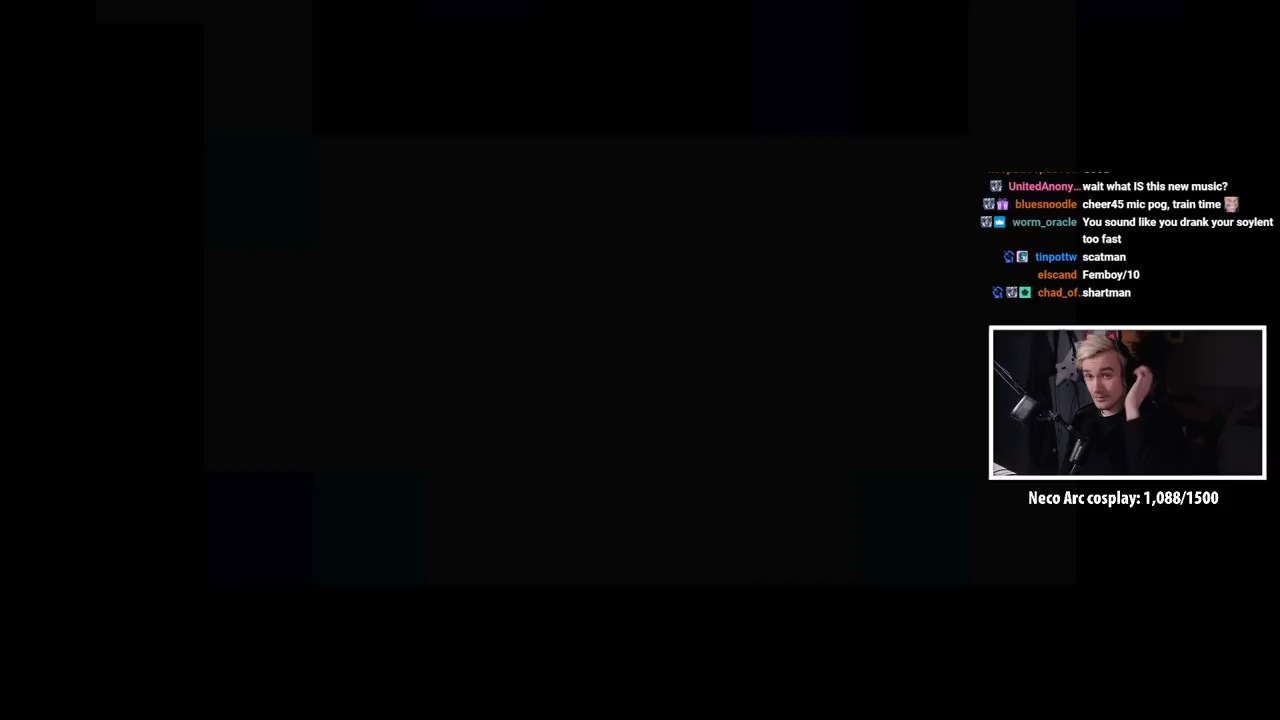 UnitedAnony... wait what IS this new music?
bluesnoodle cheer45 mic pog, train time
worm_oracle You sound like you drank your soylent
too fast
tinpottw scatman
elscand Femboy/10
chad_of.. shartman
Neco Arc cosplay: 1,088/1500